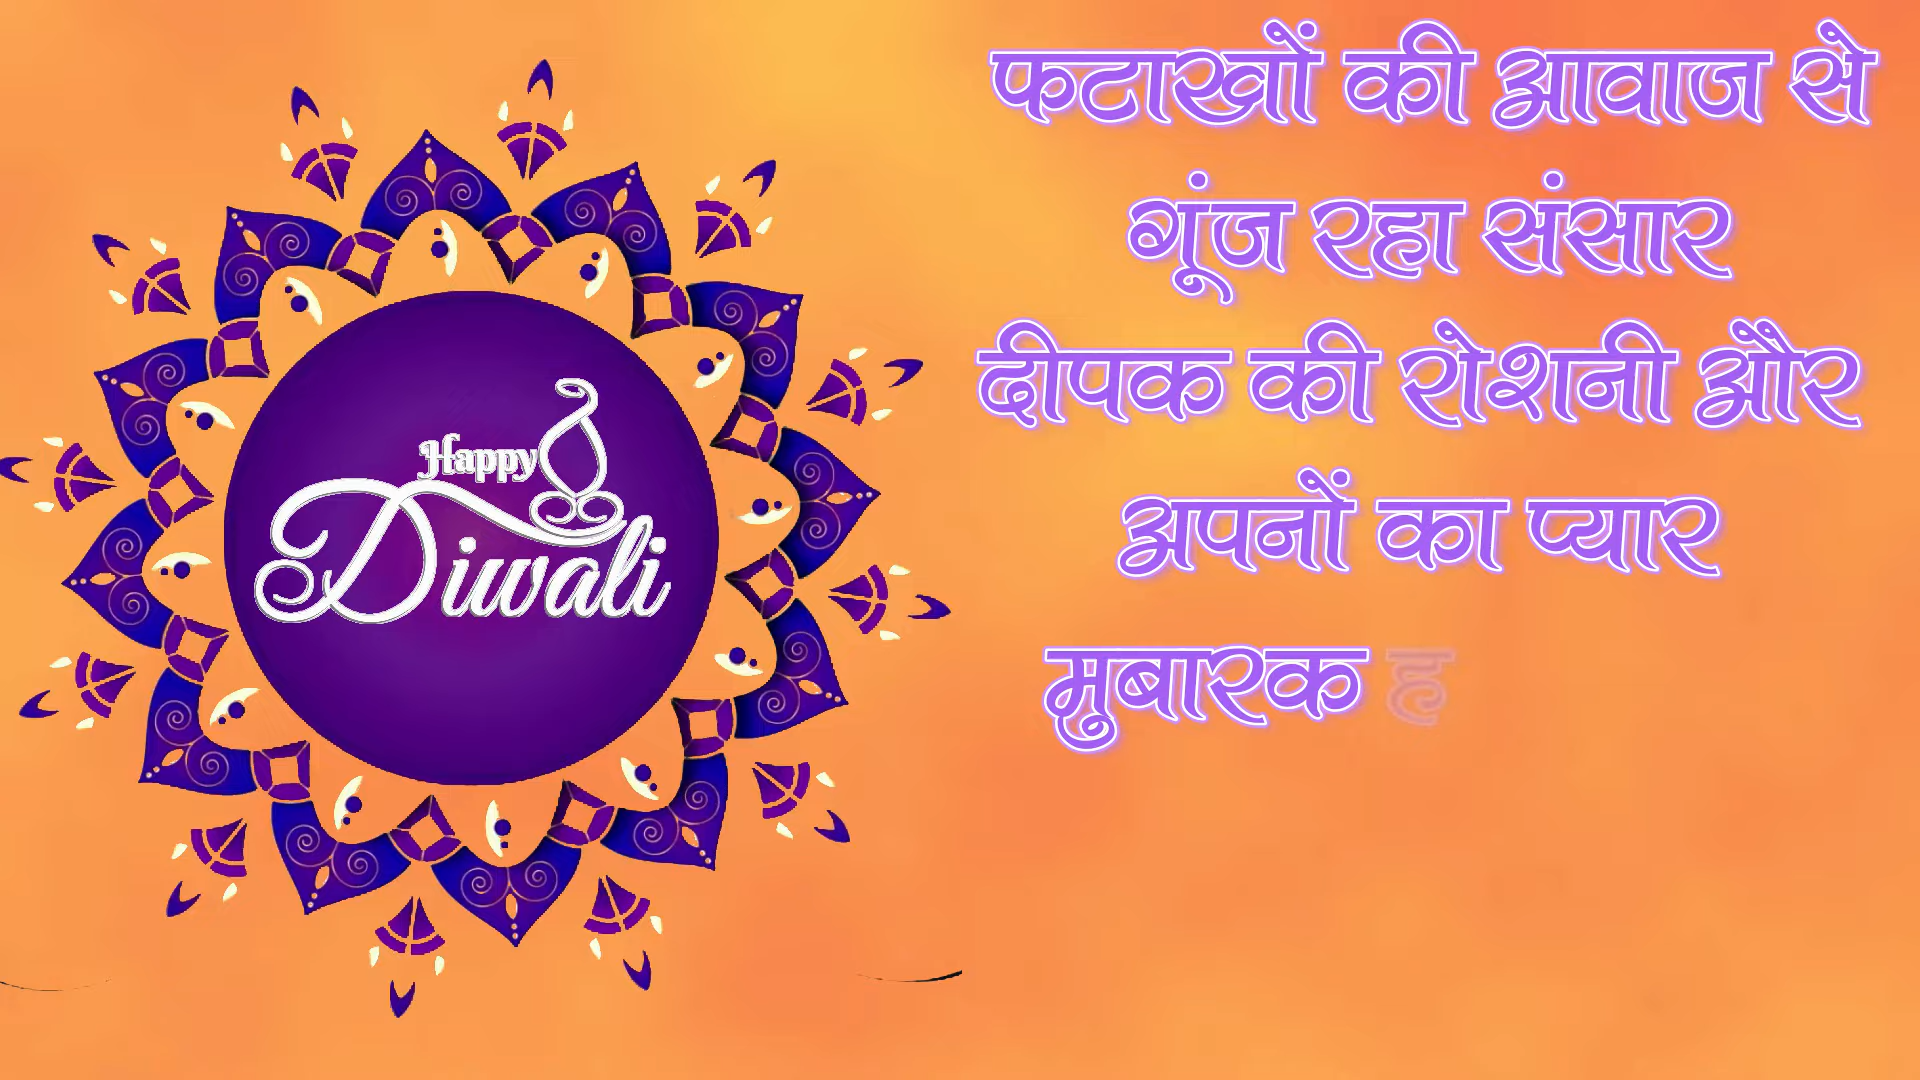 Happy
Diwali
फटाखों की आवाज से
गूंज रहा संसार
दीपक की रोशनी और
अपनों का प्यार
मुबारक ह